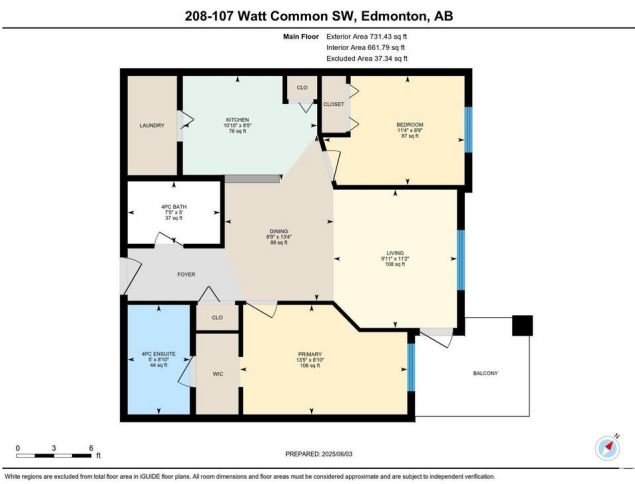 208-107 Watt Common SW, Edmonton, AB
Main Floor Exterior Area 731.43 sq ft
Interior Area 661.79 sq ft
Excluded Area 37.34 sq ft
LAUNDRY
KITCHEN
10'10" x 8'5"
76 sq ft
CLO
CLOSET
BEDROOM
11'4" x 8'9"
87 sq ft
4PC BATH
7'5" x 5'
37 sq ft
DINING
8'9" x 13'4"
88 sq ft
LIVING
9'11" x 11'2"
108 sq ft
FOYER
CLO
4PC ENSUITE
5' x 8'10"
44 sq ft
WIC
PRIMARY
13'5" x 8'10"
106 sq ft
BALCONY
0 3 6 ft
PREPARED: 2025/06/03
N
White regions are excluded from total floor area in iGUIDE floor plans. All room dimensions and floor areas must be considered approximate and are subject to independent verification.